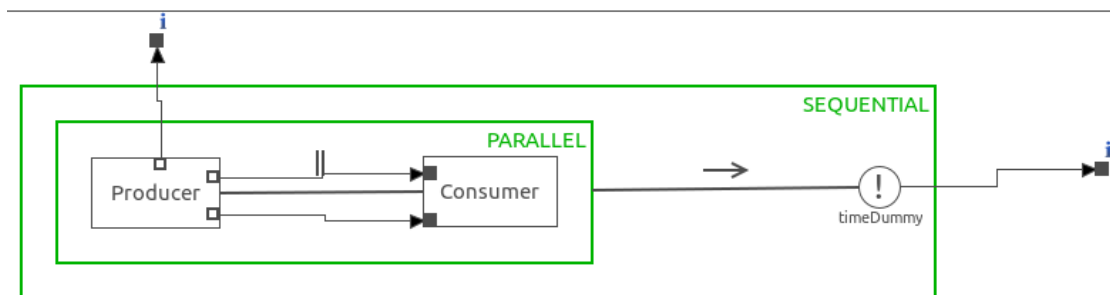 i
SEQUENTIAL
PARALLEL
i
Producer
||
Consumer
!
timeDummy